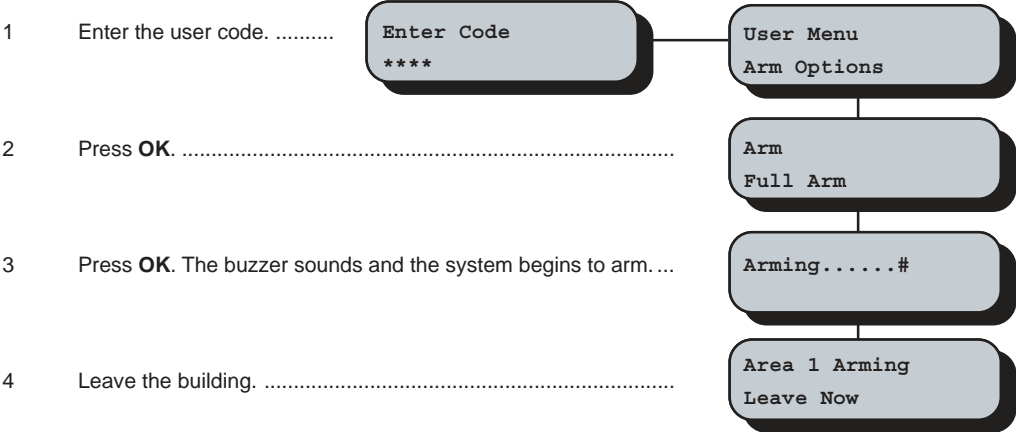 1 Enter the user code. ..........
Enter Code
****
User Menu
Arm Options
2 Press OK. ....................................................................................
Arm
Full Arm
3 Press OK. The buzzer sounds and the system begins to arm. ...
Arming......#
4 Leave the building. ......................................................................
Area 1 Arming
Leave Now